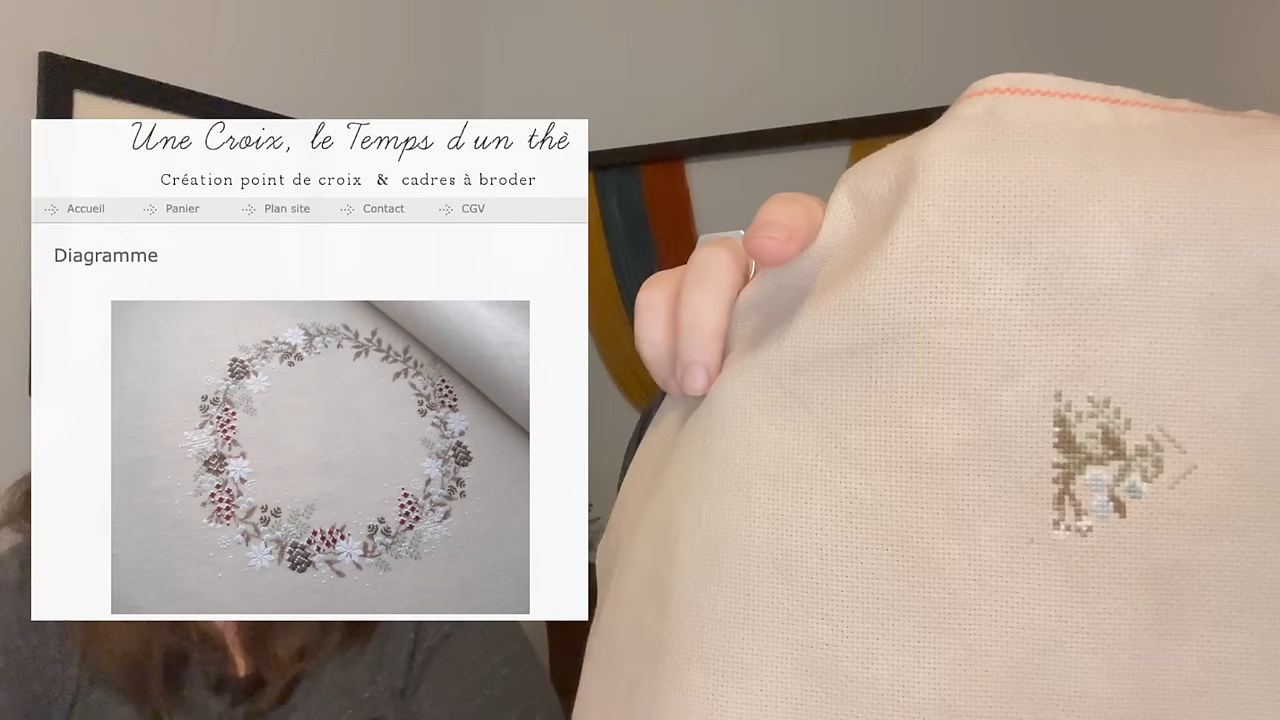 Une Croix, le Temps d'un thè
Création point de croix & cadres à broder
Accueil Panier Plan site Contact CGV
Diagramme